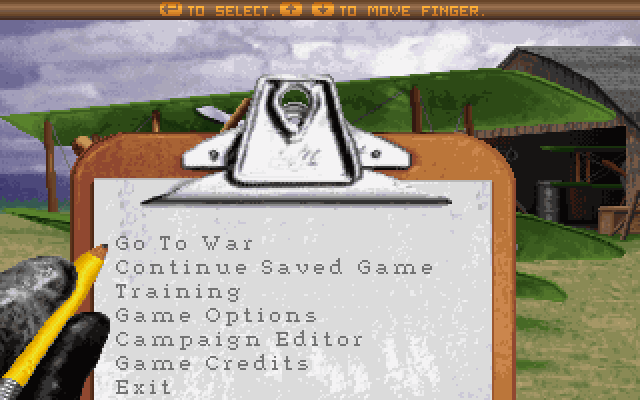 TO SELECT. TO MOVE FINGER.
Go To War
Continue Saved Game
Training
Game Options
Campaign Editor
Game Credits
Exit